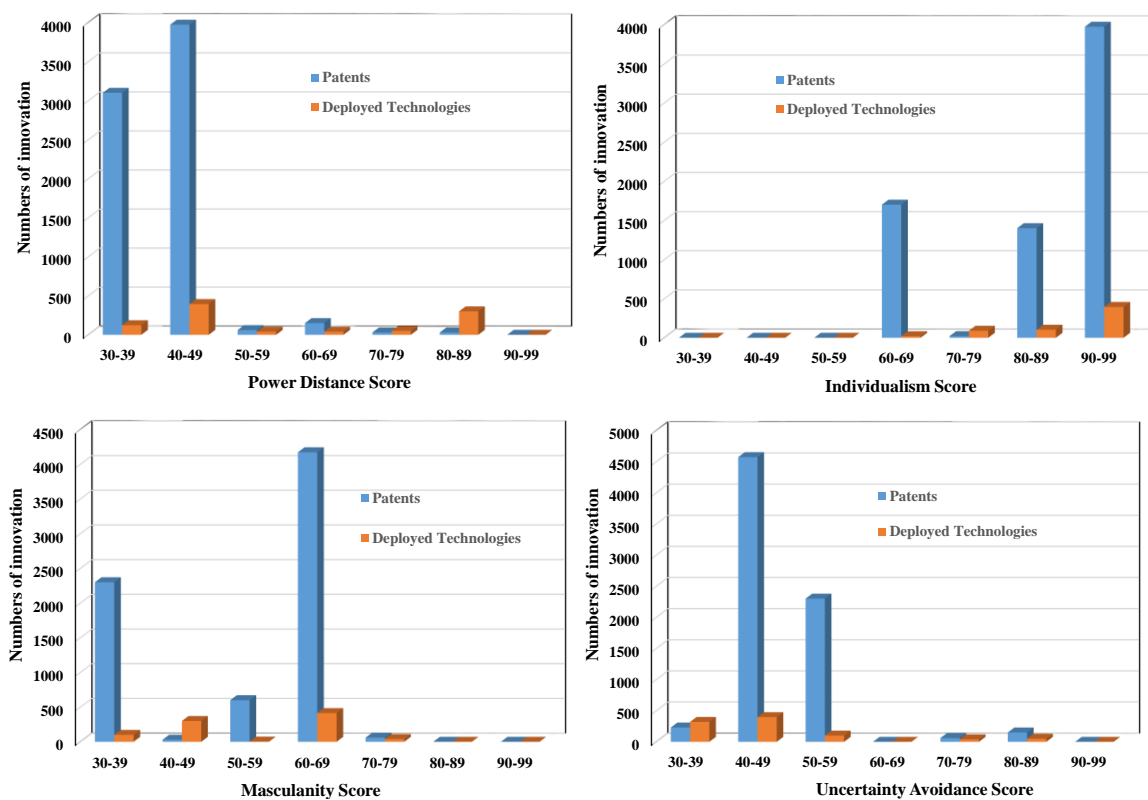 Numbers of innovation
4000
3500
3000
2500
2000
1500
1000
500
0
Patents
Deployed Technologies
30-39 40-49 50-59 60-69 70-79 80-89 90-99
Power Distance Score
Numbers of innovation
4000
3500
3000
2500
2000
1500
1000
500
0
Patents
Deployed Technologies
30-39 40-49 50-59 60-69 70-79 80-89 90-99
Individualism Score
Numbers of innovation
4500
4000
3500
3000
2500
2000
1500
1000
500
0
Patents
Deployed Technologies
30-39 40-49 50-59 60-69 70-79 80-89 90-99
Masculanity Score
Numbers of innovation
5000
4500
4000
3500
3000
2500
2000
1500
1000
500
0
Patents
Deployed Technologies
30-39 40-49 50-59 60-69 70-79 80-89 90-99
Uncertainty Avoidance Score